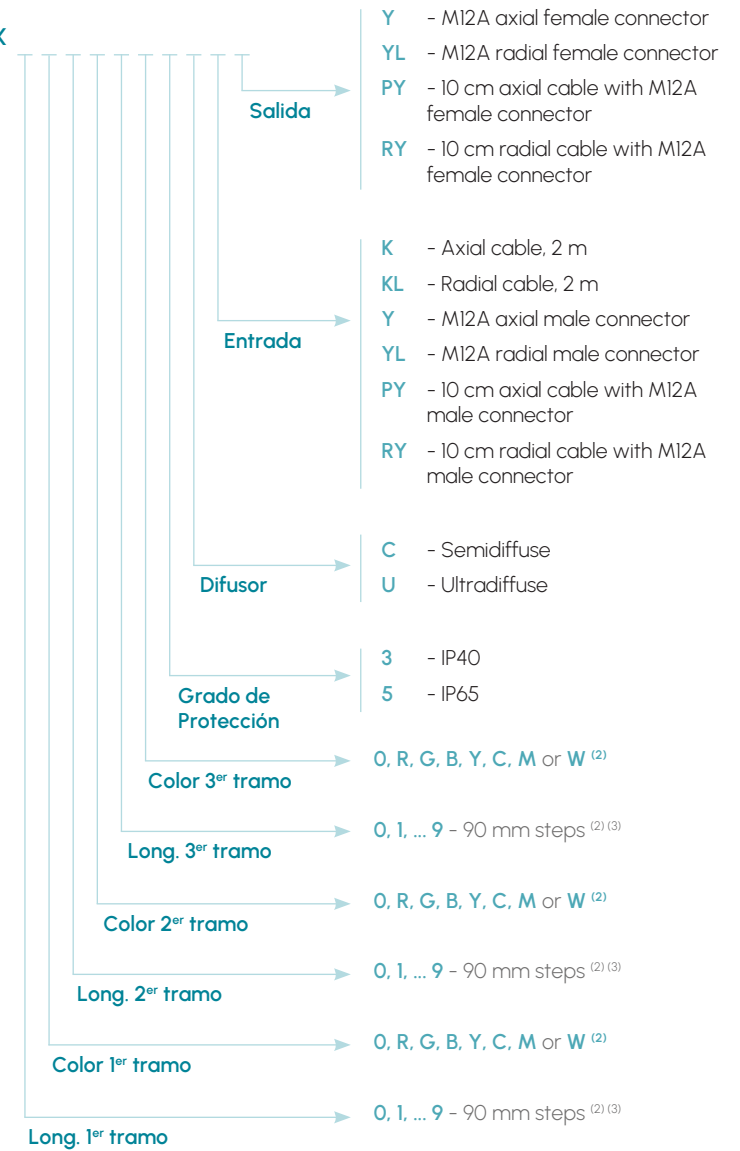 X
Y - M12A axial female connector
YL - M12A radial female connector
PY - 10 cm axial cable with M12A
female connector
RY - 10 cm radial cable with M12A
female connector
Salida
K - Axial cable, 2 m
KL - Radial cable, 2 m
Y - M12A axial male connector
YL - M12A radial male connector
PY - 10 cm axial cable with M12A
male connector
RY - 10 cm radial cable with M12A
male connector
Entrada
C - Semidiffuse
U - Ultradiffuse
Difusor
3 - IP40
5 - IP65
Grado de
Protección
0, R, G, B, Y, C, M or W (2)
Color 3er tramo
0, 1, ... 9 - 90 mm steps (2) (3)
Long. 3er tramo
0, R, G, B, Y, C, M or W (2)
Color 2er tramo
0, 1, ... 9 - 90 mm steps (2) (3)
Long. 2er tramo
0, R, G, B, Y, C, M or W (2)
Color 1er tramo
0, 1, ... 9 - 90 mm steps (2) (3)
Long. 1er tramo